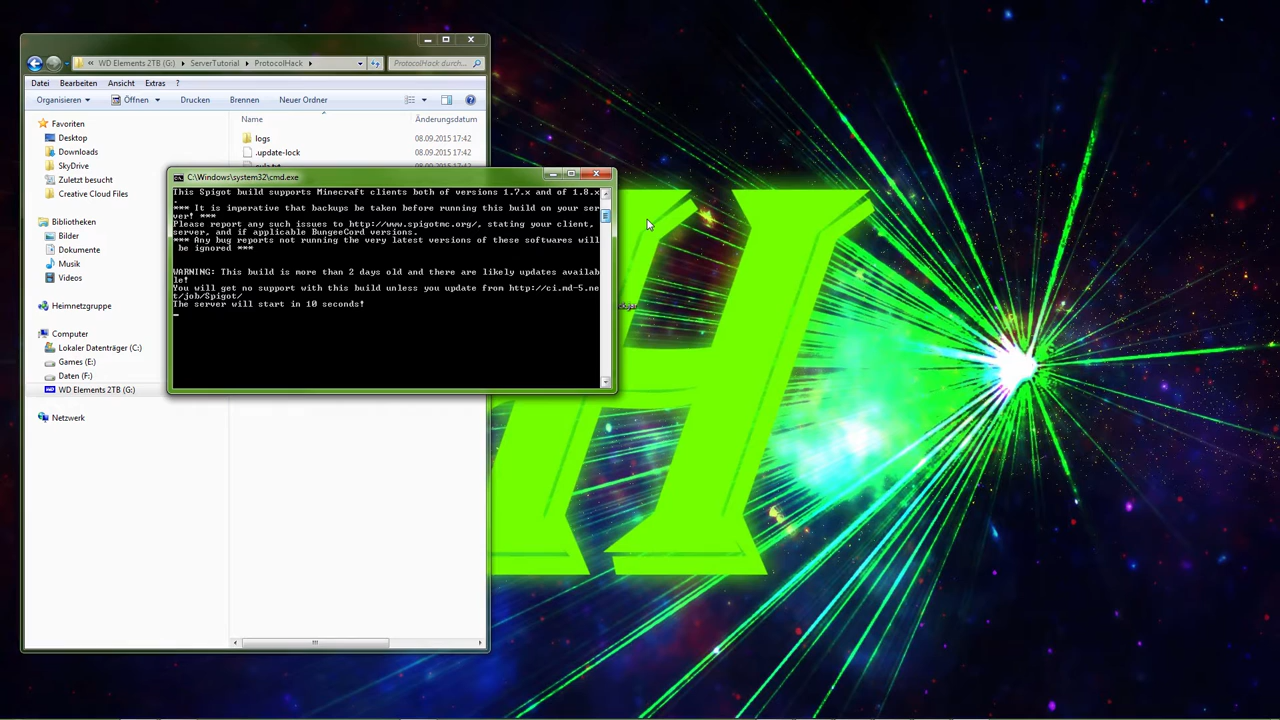 WD Elements 2TB (G:) ServerTutorial ProtocolHack
ProtocolHack durch...
Datei Bearbeiten Ansicht Extras ?
Organisieren Öffnen Drucken Brennen Neuer Ordner
Name Änderungsdatum
Favoriten
Desktop
Downloads
SkyDrive
Zuletzt besucht
Creative Cloud Files
Bibliotheken
Bilder
Dokumente
Musik
Videos
Heimnetzgruppe
Computer
Lokaler Datenträger (C:)
Games (E:)
Daten (F:)
WD Elements 2TB (G:)
Netzwerk
logs 08.09.2015 17:42
.update-lock 08.09.2015 17:42
C:\Windows\system32\cmd.exe
This Spigot build supports Minecraft clients both of versions 1.7.x and of 1.8.x
.
*** It is imperative that backups be taken before running this build on your ser
ver! ***
Please report any such issues to http://www.spigotmc.org/, stating your client,
server, and if applicable BungeeCord versions.
*** Any bug reports not running the very latest versions of these softwares will
be ignored ***
WARNING: This build is more than 2 days old and there are likely updates availab
le!
You will get no support with this build unless you update from http://ci.md-5.ne
t/job/Spigot/
The server will start in 10 seconds!
H